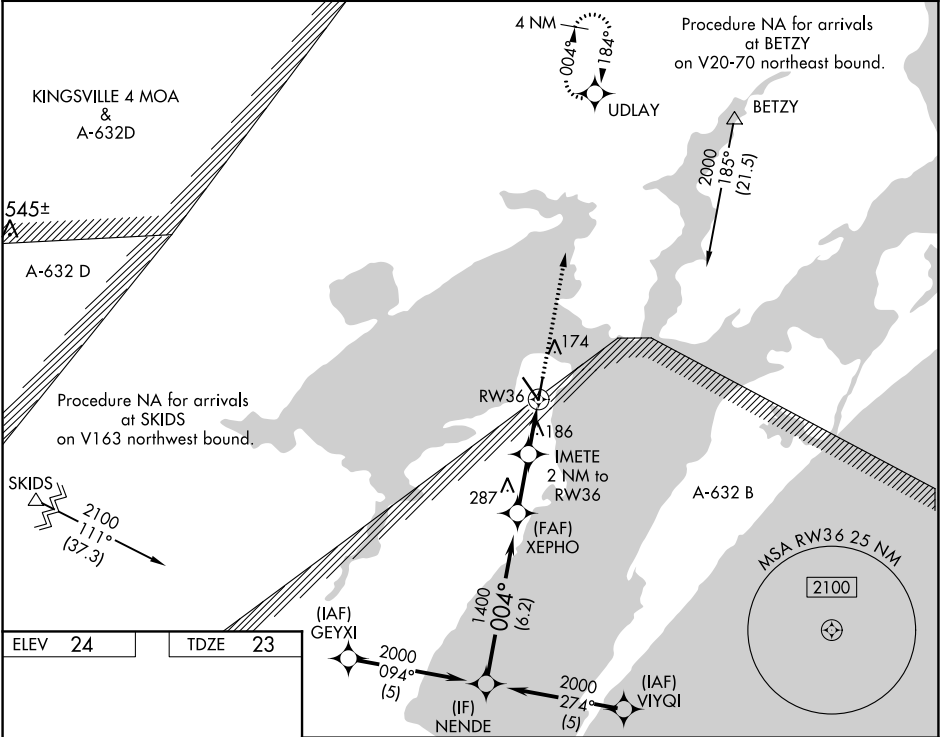 4 NM
004°
184°
UDLAY
Procedure NA for arrivals
at BETZY
on V20-70 northeast bound.
KINGSVILLE 4 MOA
&
A-632D
BETZY
2000
185°
(21.5)
545±
A-632 D
174
RW36
Procedure NA for arrivals
at SKIDS
on V163 northwest bound.
186
IMETE
2 NM to
RW36
287
SKIDS
2100
111°
(37.3)
A-632 B
(FAF)
XEPHO
MSA RW36 25 NM
2100
1400
004°
(6.2)
(IAF)
GEYXI
2000
094°
(5)
(IF)
NENDE
2000
274°
(5)
(IAF)
VIYQI
ELEV 24
TDZE 23